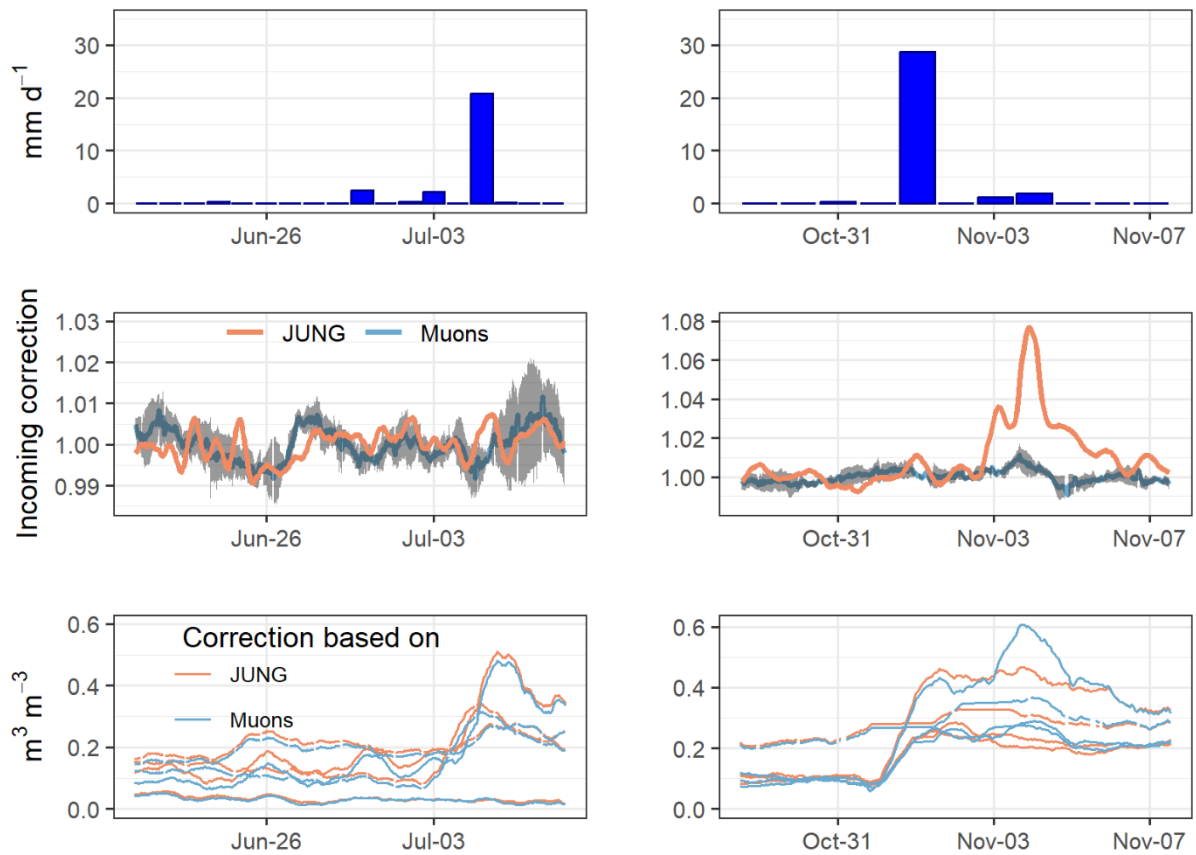 mm d⁻¹
30
20
10
0
Jun-26 Jul-03
30
20
10
0
Oct-31 Nov-03 Nov-07
Incoming correction
1.03
1.02
1.01
1.00
0.99
JUNG Muons
Jun-26 Jul-03
1.08
1.06
1.04
1.02
1.00
Oct-31 Nov-03 Nov-07
m³ m⁻³
0.6
0.4
0.2
0.0
Correction based on
JUNG
Muons
Jun-26 Jul-03
0.6
0.4
0.2
0.0
Oct-31 Nov-03 Nov-07